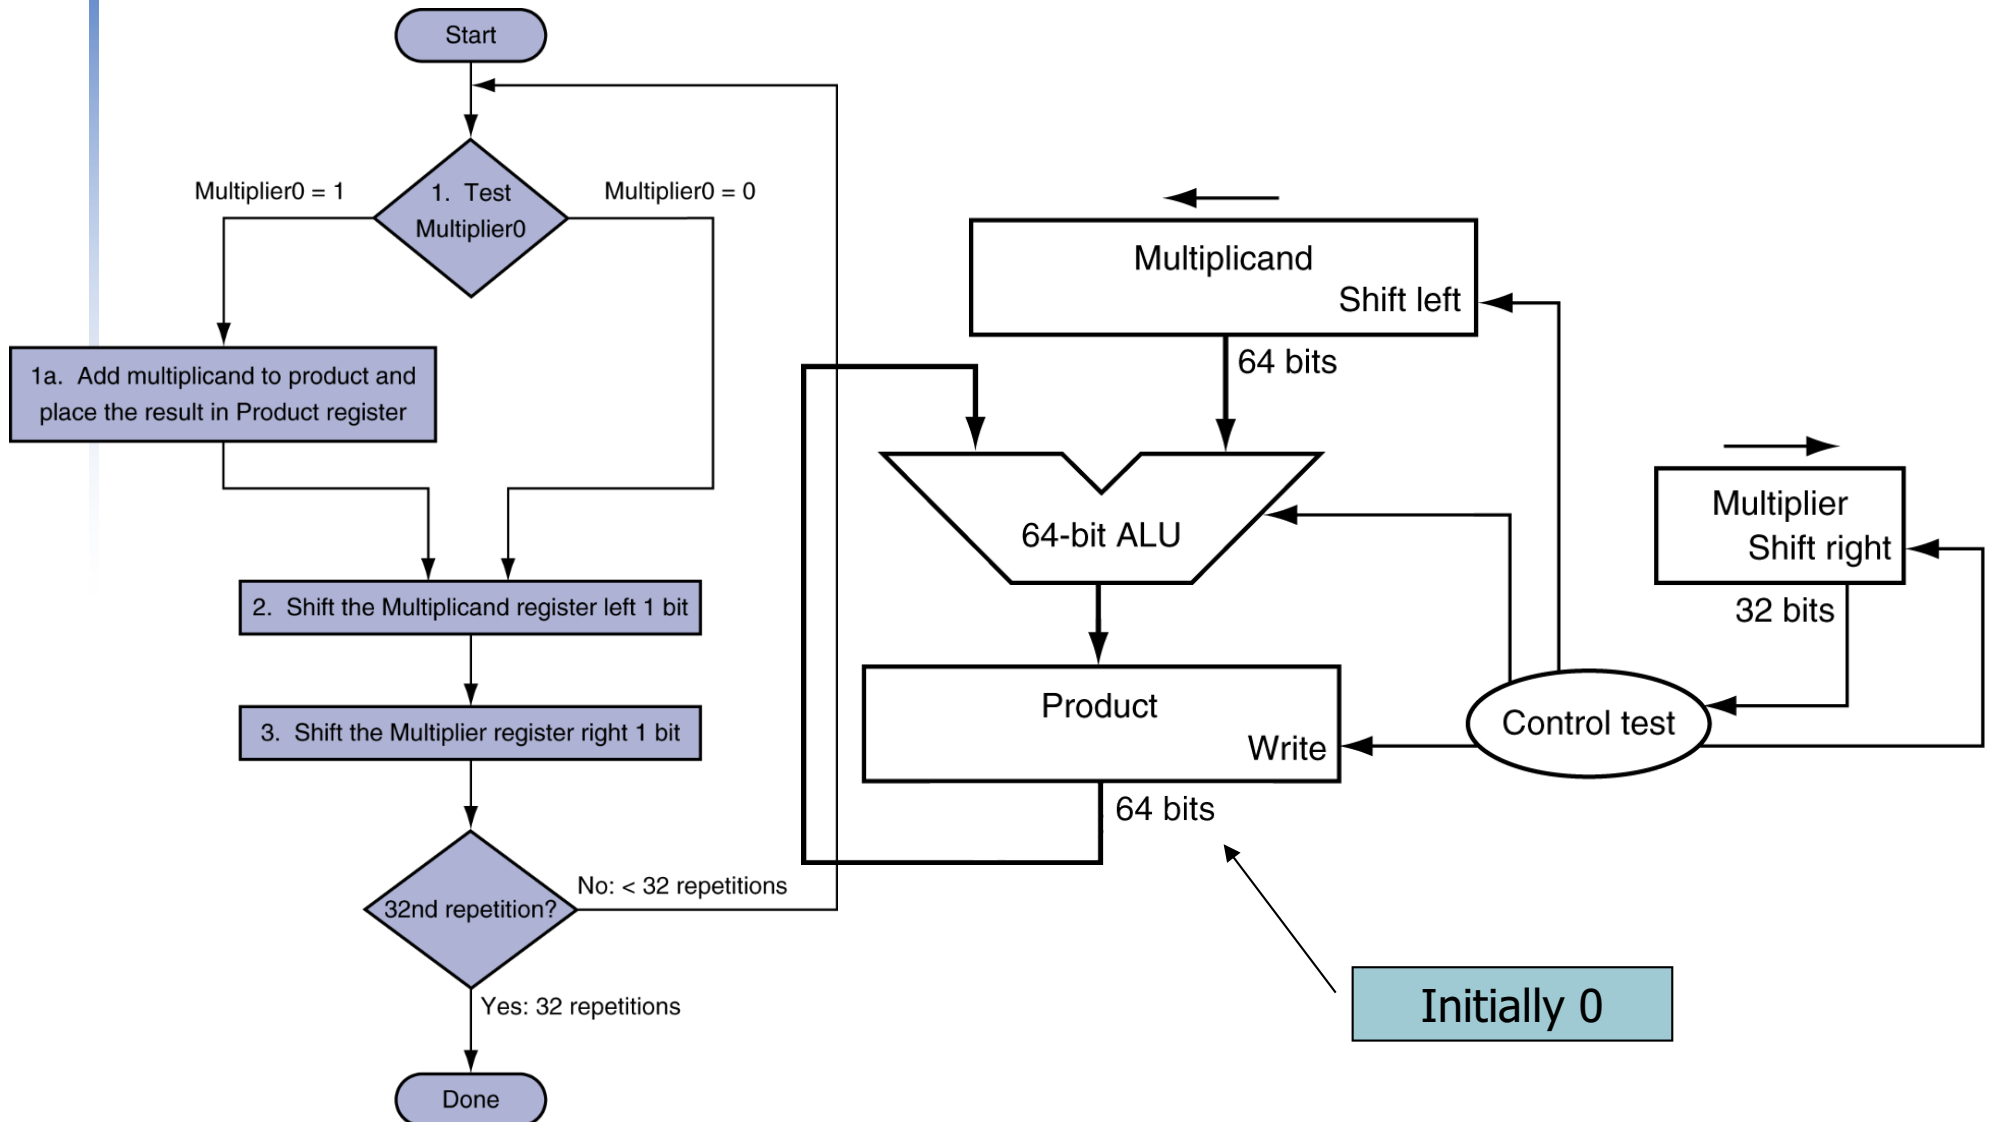 Start
Multiplier0 = 1
1. Test
Multiplier0
Multiplier0 = 0
1a. Add multiplicand to product and
place the result in Product register
2. Shift the Multiplicand register left 1 bit
3. Shift the Multiplier register right 1 bit
32nd repetition?
No: < 32 repetitions
Yes: 32 repetitions
Done
Multiplicand
Shift left
64 bits
64-bit ALU
Multiplier
Shift right
32 bits
Product
Write
Control test
64 bits
Initially 0